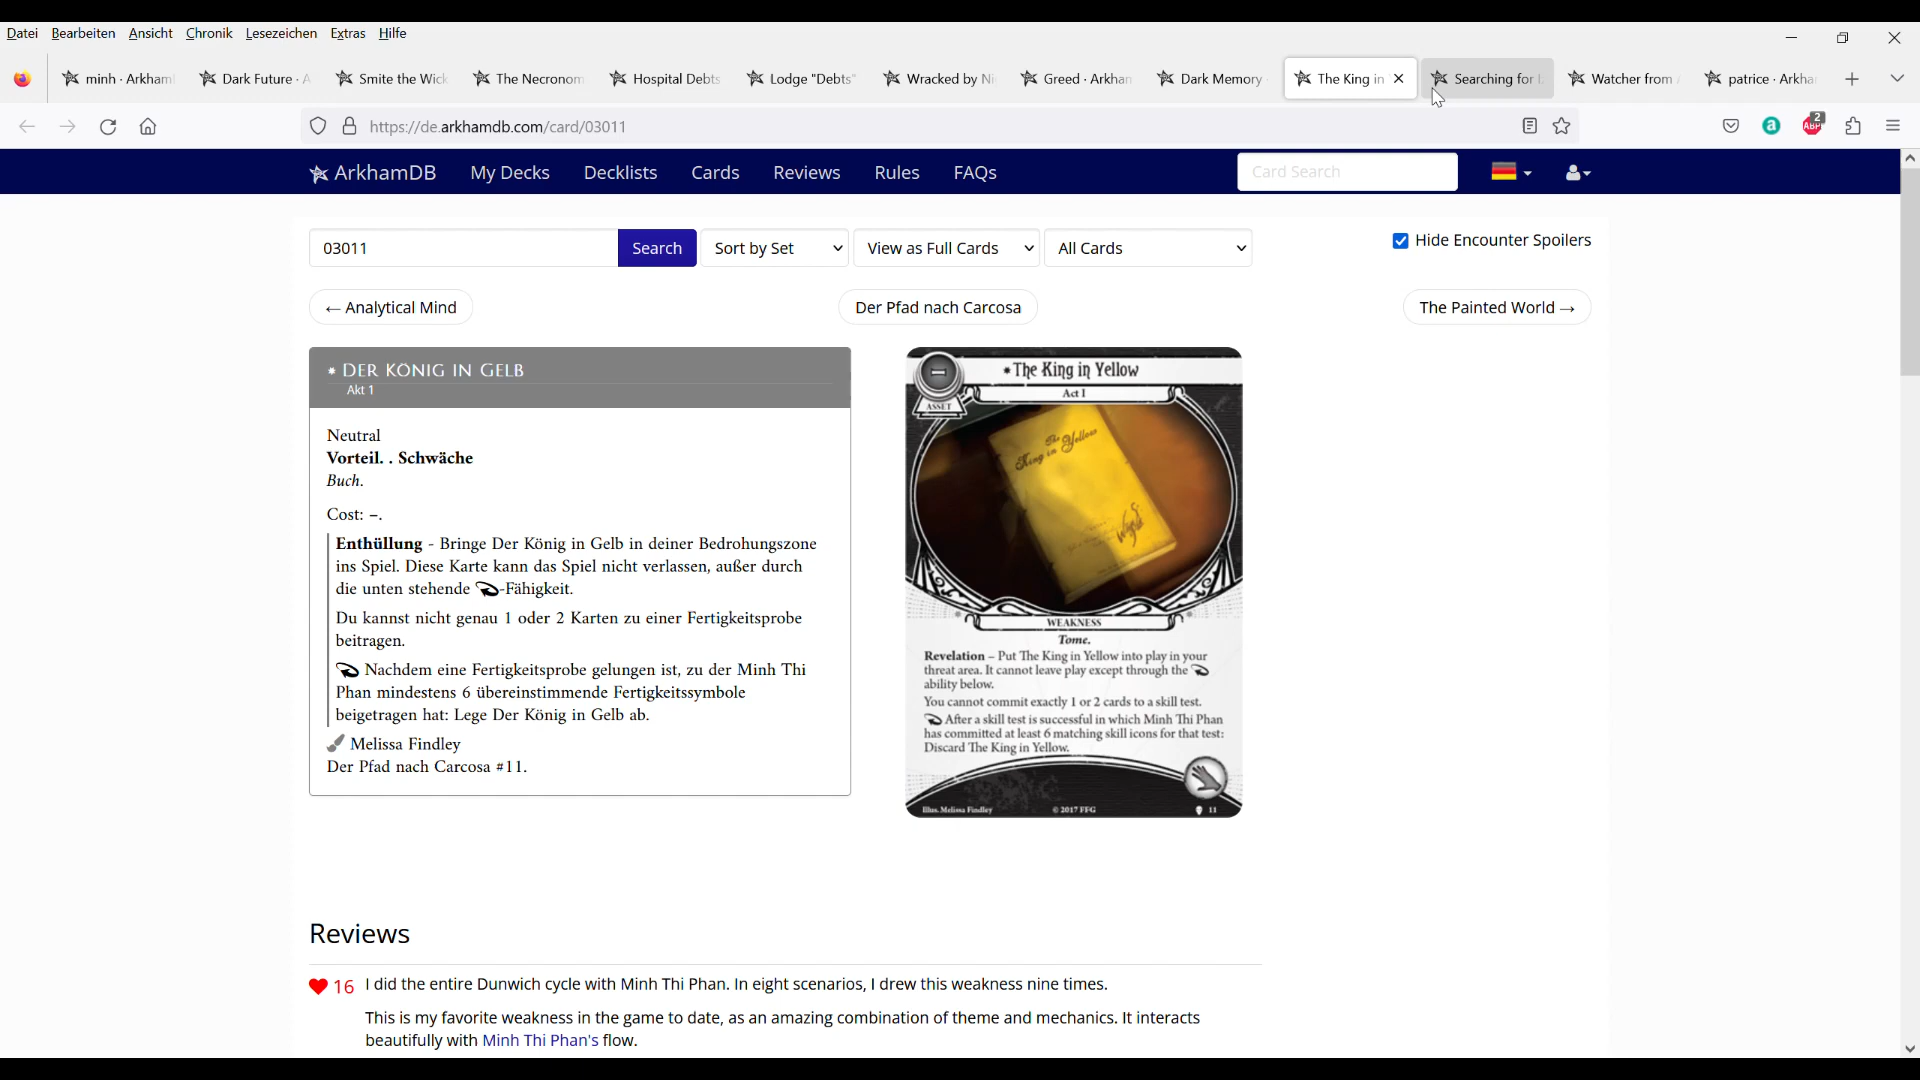 Datei Bearbeiten Ansicht Chronik Lesezeichen Extras Hilfe
minh · Arkham Dark Future · A Smite the Wick The Necronom Hospital Debts Lodge "Debts" Wracked by Ni Greed · Arkham Dark Memory The King in Searching for Watcher from patrice · Arkha
https://de.arkhamdb.com/card/03011
ABP 2
ArkhamDB My Decks Decklists Cards Reviews Rules FAQs Card Search
03011 Search Sort by Set View as Full Cards All Cards Hide Encounter Spoilers
← Analytical Mind Der Pfad nach Carcosa The Painted World →
DER KÖNIG IN GELB
Akt 1
Neutral
Vorteil. . Schwäche
Buch.
Cost: –.
Enthüllung - Bringe Der König in Gelb in deiner Bedrohungszone
ins Spiel. Diese Karte kann das Spiel nicht verlassen, außer durch
die unten stehende -Fähigkeit.
Du kannst nicht genau 1 oder 2 Karten zu einer Fertigkeitsprobe
beitragen.
Nachdem eine Fertigkeitsprobe gelungen ist, zu der Minh Thi
Phan mindestens 6 übereinstimmende Fertigkeitssymbole
beigetragen hat: Lege Der König in Gelb ab.
Melissa Findley
Der Pfad nach Carcosa #11.
The King in Yellow
Act I
ASSET
The
King in Yellow
WEAKNESS
Tome.
Revelation – Put The King in Yellow into play in your
threat area. It cannot leave play except through the
ability below.
You cannot commit exactly 1 or 2 cards to a skill test.
After a skill test is successful in which Minh Thi Phan
has committed at least 6 matching skill icons for that test:
Discard The King in Yellow.
Illus. Melissa Findley © 2017 FFG 11
Reviews
16 I did the entire Dunwich cycle with Minh Thi Phan. In eight scenarios, I drew this weakness nine times.
This is my favorite weakness in the game to date, as an amazing combination of theme and mechanics. It interacts
beautifully with Minh Thi Phan's flow.